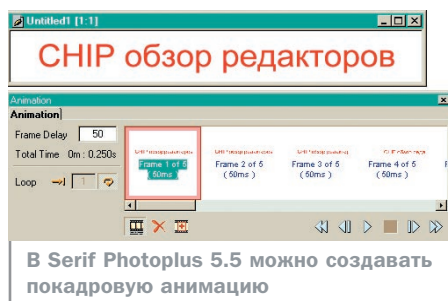 Untitled1 [1:1]
CHIP обзор редакторов
Animation
Animation
Frame Delay 50
Total Time 0m : 0.250s
Loop 1
Frame 1 of 5 Frame 2 of 5 Frame 3 of 5 Frame 4 of 5
( 50ms ) ( 50ms ) ( 50ms ) ( 50ms )
В Serif Photoplus 5.5 можно создавать
покадровую анимацию